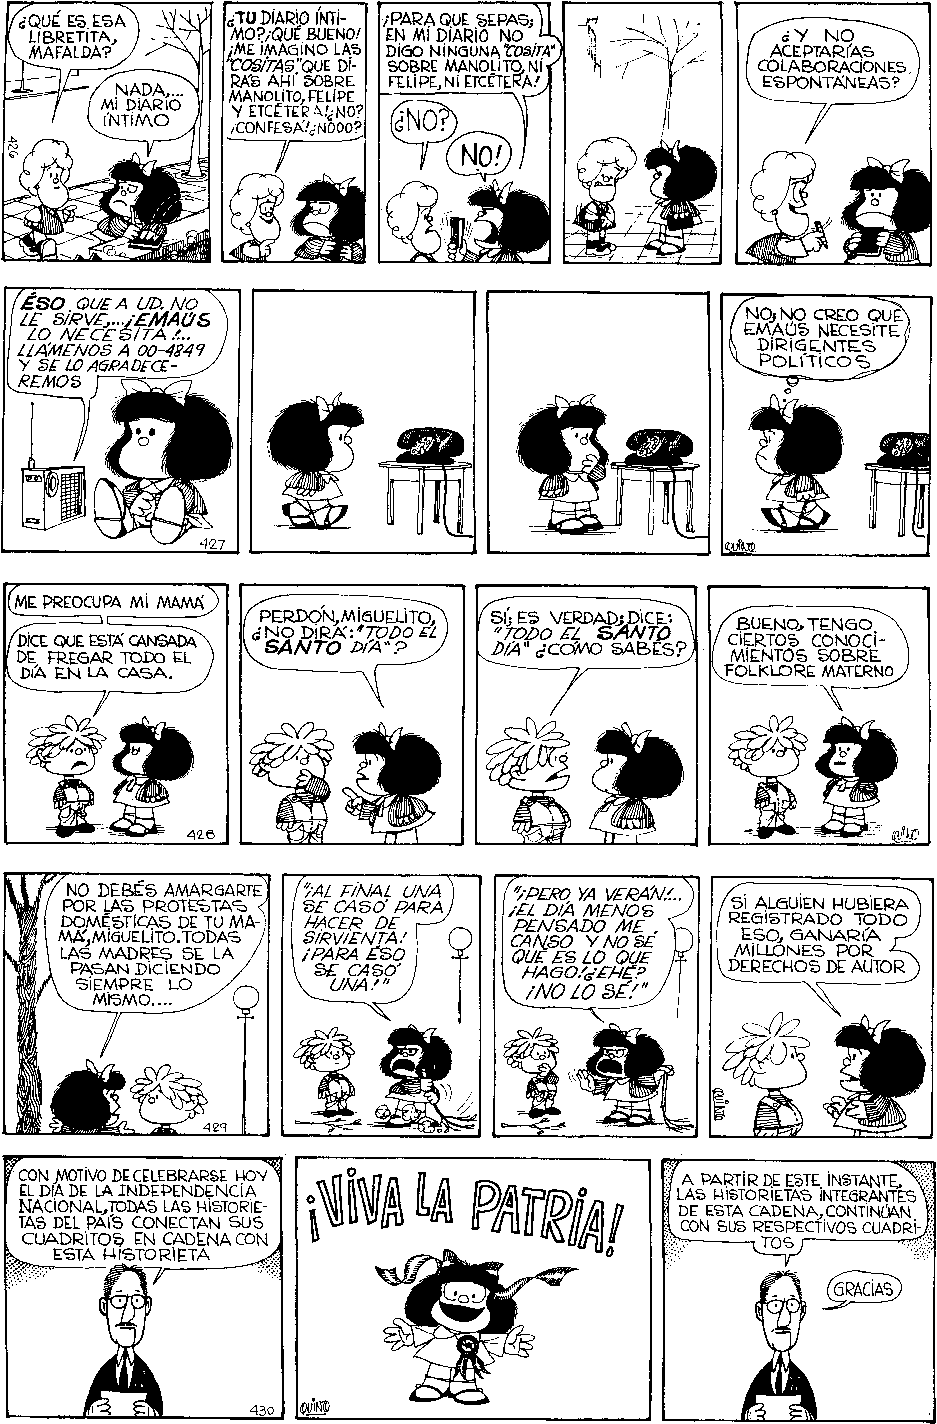 ¿QUÉ ES ESA
LIBRETITA,
MAFALDA?
NADA,...
MI DIARIO
ÍNTIMO
426
¿TU DIARIO ÍNTI-
MO? ¡QUÉ BUENO!
¡ME IMAGINO LAS
"COSITAS" QUE DI-
RÁS AHÍ SOBRE
MANOLITO, FELIPE
Y ETCÉTERA! ¿NO?
¡CONFESA! ¿NÓOO?
¡PARA QUE SEPAS;
EN MI DIARIO NO
DIGO NINGUNA "COSITA"
SOBRE MANOLITO, NI
FELIPE, NI ETCÉTERA!
¿NO?
NO!
¿Y NO
ACEPTARÍAS
COLABORACIONES
ESPONTÁNEAS?
ÉSO QUE A UD. NO
LE SIRVE,...¡EMAÚS
LO NECESITA!...
LLÁMENOS A 00-4849
Y SE LO AGRADECE-
REMOS
427
NO, NO CREO QUE
EMAÚS NECESITE
DIRIGENTES
POLÍTICOS
QUINO
ME PREOCUPA MI MAMÁ
DICE QUE ESTÁ CANSADA
DE FREGAR TODO EL
DÍA EN LA CASA.
428
PERDÓN, MIGUELITO,
¿NO DIRÁ: "TODO EL
SANTO DÍA"?
SÍ; ES VERDAD; DICE:
"TODO EL SANTO
DÍA" ¿CÓMO SABÉS?
BUENO, TENGO
CIERTOS CONOCI-
MIENTOS SOBRE
FOLKLORE MATERNO
QUINO
NO DEBÉS AMARGARTE
POR LAS PROTESTAS
DOMÉSTICAS DE TU MA-
MÁ, MIGUELITO. TODAS
LAS MADRES SE LA
PASAN DICIENDO
SIEMPRE LO
MISMO....
429
"¡AL FINAL UNA
SE CASÓ PARA
HACER DE
SIRVIENTA!
¡PARA ESO
SE CASÓ
UNA!"
"¡PERO YA VERÁN!...
¡EL DÍA MENOS
PENSADO ME
CANSO Y NO SÉ
QUÉ ES LO QUE
HAGO! ¿EHÉ?
¡NO LO SÉ!"
SI ALGUIEN HUBIERA
REGISTRADO TODO
ESO, GANARÍA
MILLONES POR
DERECHOS DE AUTOR
QUINO
CON MOTIVO DE CELEBRARSE HOY
EL DÍA DE LA INDEPENDENCIA
NACIONAL, TODAS LAS HISTORIE-
TAS DEL PAÍS CONECTAN SUS
CUADRITOS EN CADENA CON
ESTA HISTORIETA
430
¡VIVA LA PATRIA!
QUINO
A PARTIR DE ESTE INSTANTE,
LAS HISTORIETAS INTEGRANTES
DE ESTA CADENA, CONTINÚAN
CON SUS RESPECTIVOS CUADRI-
TOS
GRACIAS